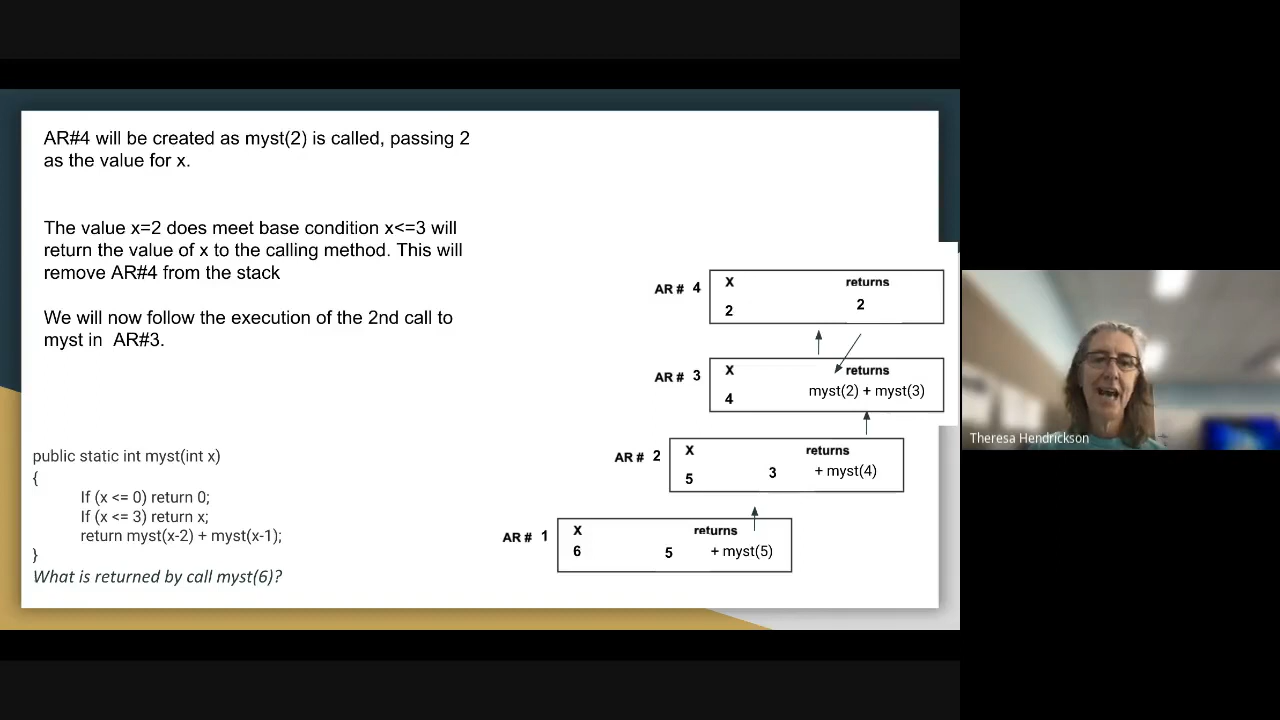 AR#4 will be created as myst(2) is called, passing 2
as the value for x.
The value x=2 does meet base condition x<=3 will
return the value of x to the calling method. This will
remove AR#4 from the stack
We will now follow the execution of the 2nd call to
myst in AR#3.
public static int myst(int x)
{
If (x <= 0) return 0;
If (x <= 3) return x;
return myst(x-2) + myst(x-1);
}
What is returned by call myst(6)?
AR # 4
X returns
2 2
AR # 3
X returns
4 myst(2) + myst(3)
AR # 2
X returns
5 3 + myst(4)
AR # 1
X returns
6 5 + myst(5)
Theresa Hendrickson